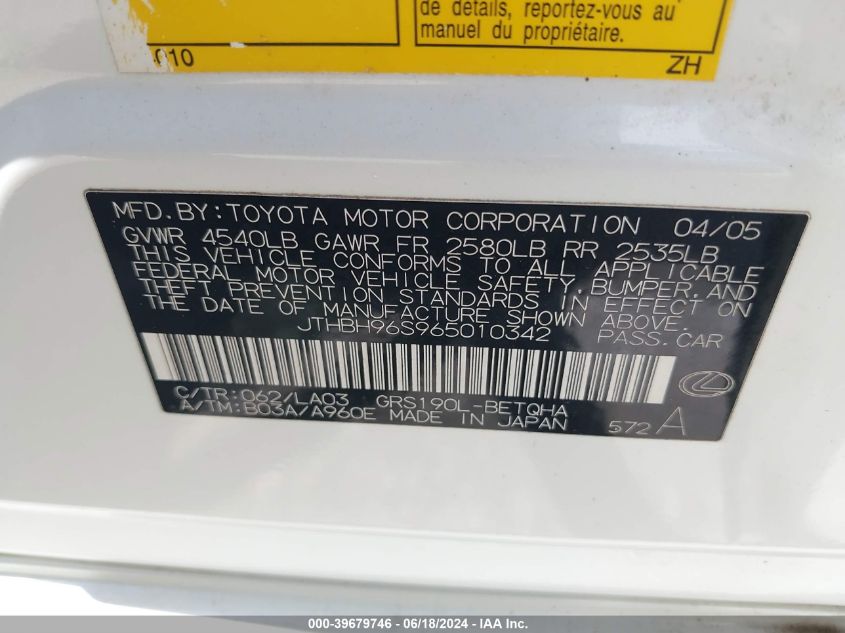 de détails, reportez-vous au
manuel du propriétaire.
010
ZH
MFD.BY:TOYOTA MOTOR CORPORATION 04/05
GVWR 4540LB GAWR FR 2580LB RR 2535LB
THIS VEHICLE CONFORMS TO ALL APPLICABLE
FEDERAL MOTOR VEHICLE SAFETY,BUMPER,AND
THEFT PREVENTION STANDARDS IN EFFECT ON
THE DATE OF MANUFACTURE SHOWN ABOVE.
JTHBH96S965010342 PASS.CAR
C/TR:062/LA03 GRS190L-BETQHA
A/TM:B03A/A960E MADE IN JAPAN 572 A
000-39679746 / 06/18/2024 - IAA Inc.